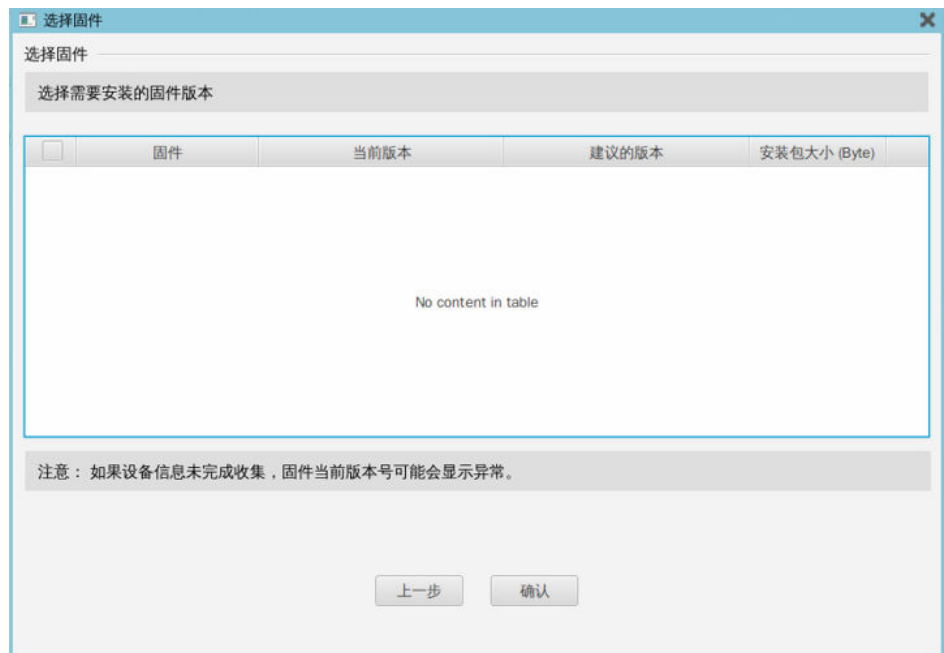 选择固件
选择固件
选择需要安装的固件版本
固件 当前版本 建议的版本 安装包大小 (Byte)
No content in table
注意： 如果设备信息未完成收集，固件当前版本号可能会显示异常。
上一步 确认